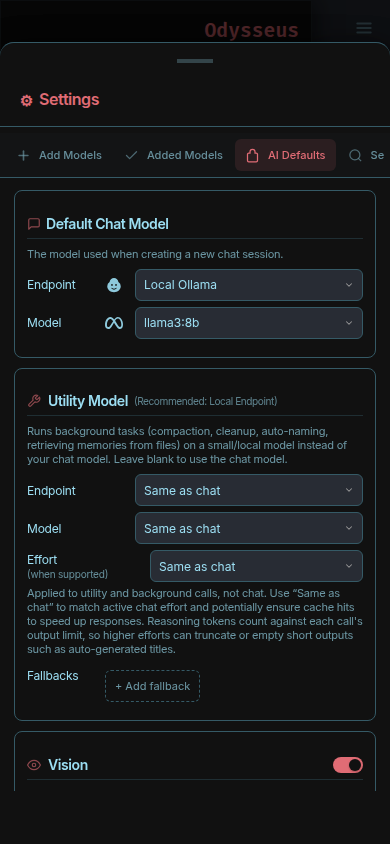 Odysseus
Settings
Add Models
Added Models
AI Defaults
Se
Default Chat Model
The model used when creating a new chat session.
Endpoint
Local Ollama
Model
llama3:8b
Utility Model (Recommended: Local Endpoint)
Runs background tasks (compaction, cleanup, auto-naming,
retrieving memories from files) on a small/local model instead of
your chat model. Leave blank to use the chat model.
Endpoint
Same as chat
Model
Same as chat
Effort
(when supported)
Same as chat
Applied to utility and background calls, not chat. Use “Same as
chat” to match active chat effort and potentially ensure cache hits
to speed up responses. Reasoning tokens count against each call's
output limit, so higher efforts can truncate or empty short outputs
such as auto-generated titles.
Fallbacks
+ Add fallback
Vision